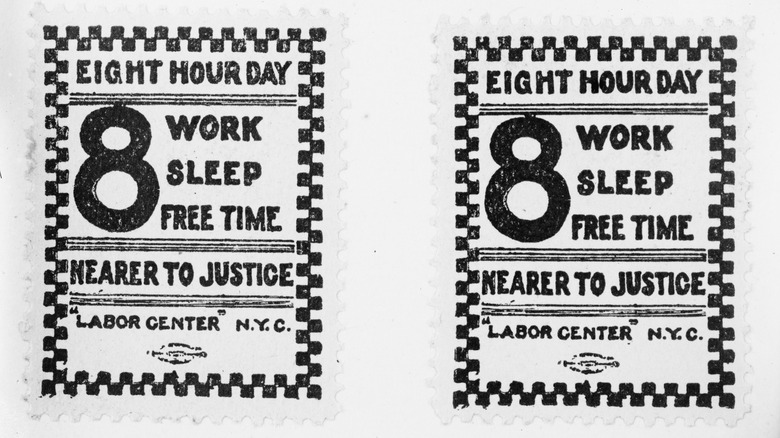 EIGHT HOUR DAY
8
WORK
SLEEP
FREE TIME
NEARER TO JUSTICE
"LABOR CENTER" N.Y.C.
EIGHT HOUR DAY
8
WORK
SLEEP
FREE TIME
NEARER TO JUSTICE
"LABOR CENTER" N.Y.C.